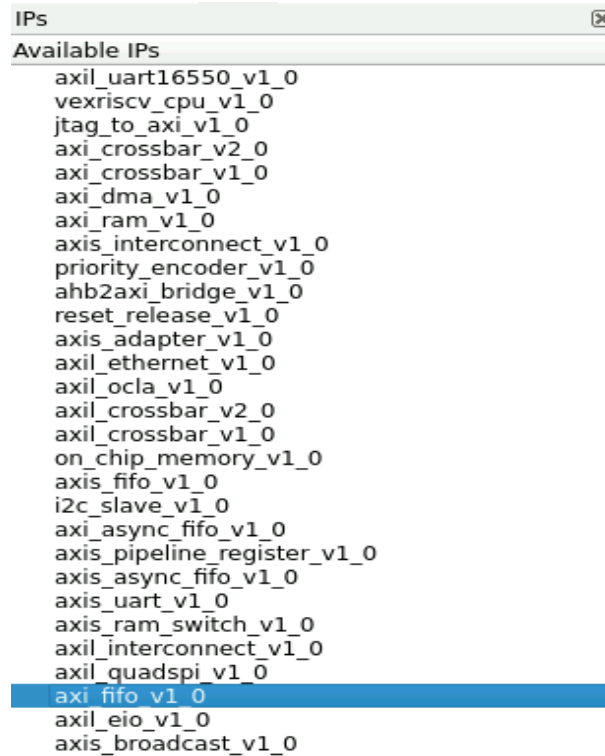 IPs
Available IPs
axil_uart16550_v1_0
vexriscv_cpu_v1_0
jtag_to_axi_v1_0
axi_crossbar_v2_0
axi_crossbar_v1_0
axi_dma_v1_0
axi_ram_v1_0
axis_interconnect_v1_0
priority_encoder_v1_0
ahb2axi_bridge_v1_0
reset_release_v1_0
axis_adapter_v1_0
axil_ethernet_v1_0
axil_ocla_v1_0
axil_crossbar_v2_0
axil_crossbar_v1_0
on_chip_memory_v1_0
axis_fifo_v1_0
i2c_slave_v1_0
axi_async_fifo_v1_0
axis_pipeline_register_v1_0
axis_async_fifo_v1_0
axis_uart_v1_0
axis_ram_switch_v1_0
axil_interconnect_v1_0
axil_quadspi_v1_0
axi_fifo_v1_0
axil_eio_v1_0
axis_broadcast_v1_0